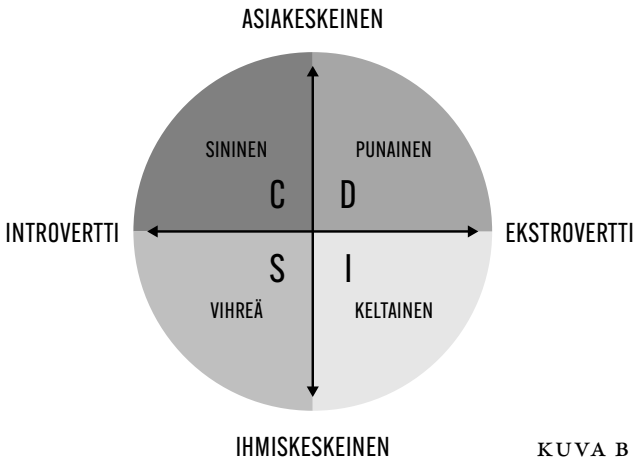 ASIAKESKEINEN
SININEN
PUNAINEN
C
D
INTROVERTTI
EKSTROVERTTI
S
I
VIHREÄ
KELTAINEN
IHMISKESKEINEN
KUVA B